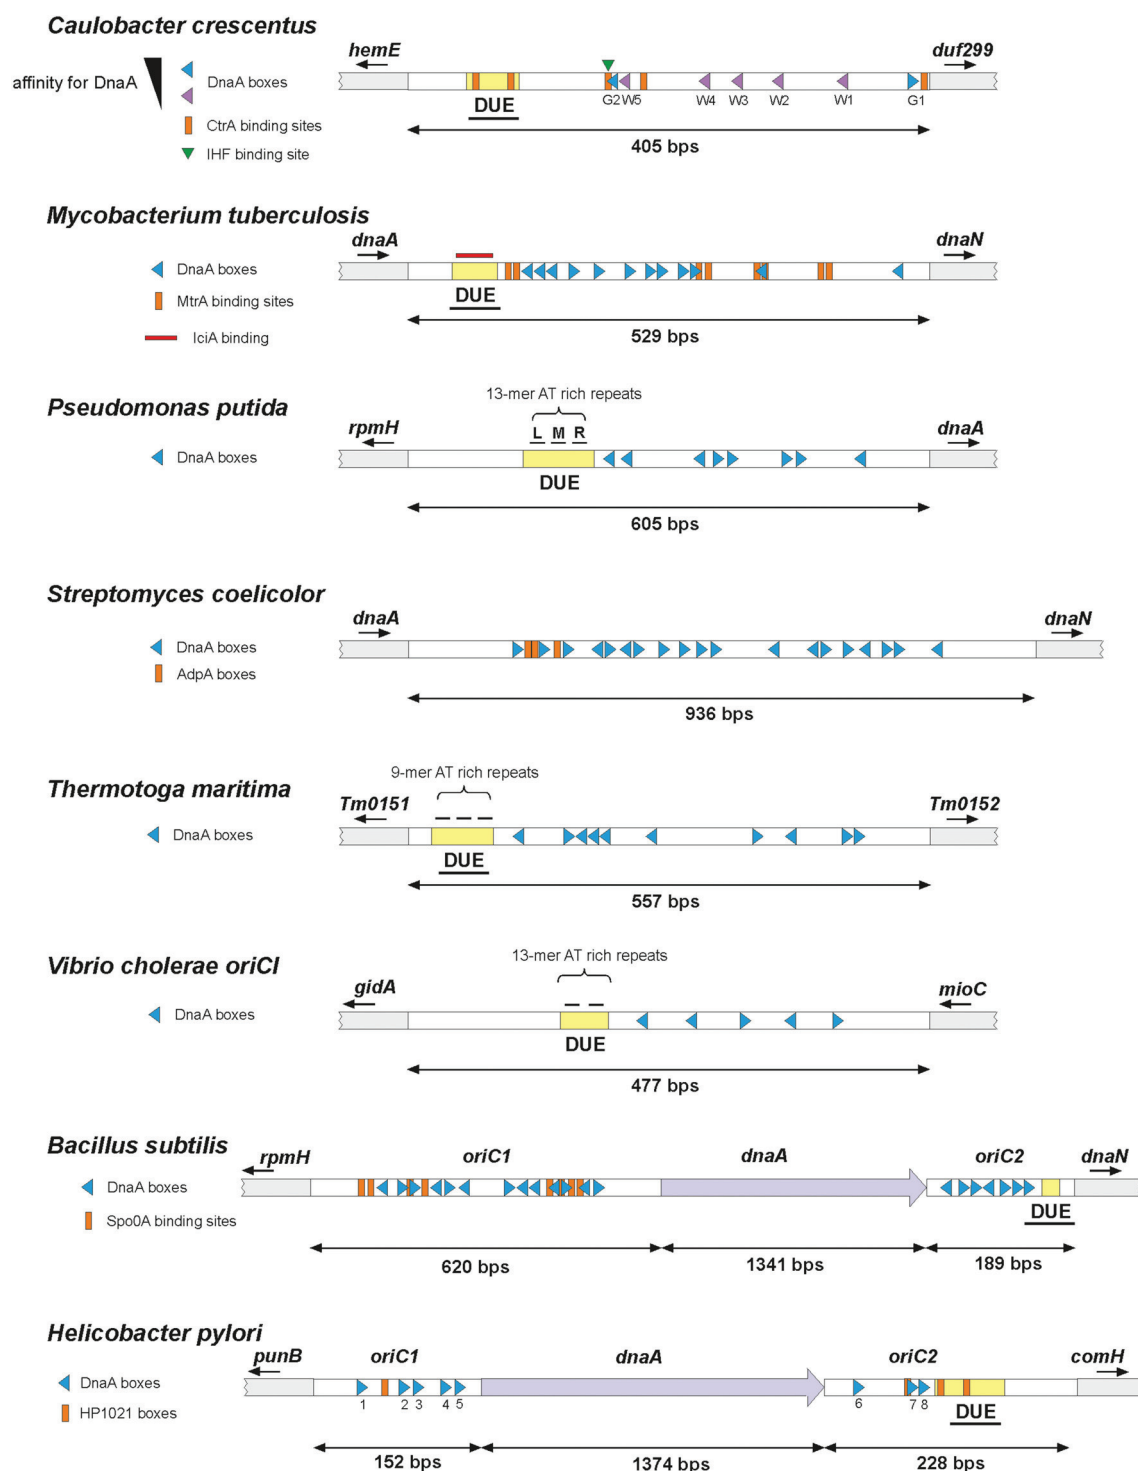 Caulobacter crescentus
hemE
duf299
affinity for DnaA
DnaA boxes
G2 W5 W4 W3 W2 W1 G1
DUE
CtrA binding sites
405 bps
IHF binding site
Mycobacterium tuberculosis
dnaA
dnaN
DnaA boxes
DUE
MtrA binding sites
529 bps
IciA binding
13-mer AT rich repeats
Pseudomonas putida
rpmH
L M R
dnaA
DnaA boxes
DUE
605 bps
Streptomyces coelicolor
dnaA
dnaN
DnaA boxes
AdpA boxes
936 bps
9-mer AT rich repeats
Thermotoga maritima
Tm0151
Tm0152
DnaA boxes
DUE
557 bps
13-mer AT rich repeats
Vibrio cholerae oriCI
gidA
mioC
DnaA boxes
DUE
477 bps
Bacillus subtilis
rpmH oriC1 dnaA oriC2 dnaN
DnaA boxes
Spo0A binding sites
DUE
620 bps 1341 bps 189 bps
Helicobacter pylori
punB oriC1 dnaA oriC2 comH
DnaA boxes
1 2 3 4 5 6 7 8
HP1021 boxes
DUE
152 bps 1374 bps 228 bps